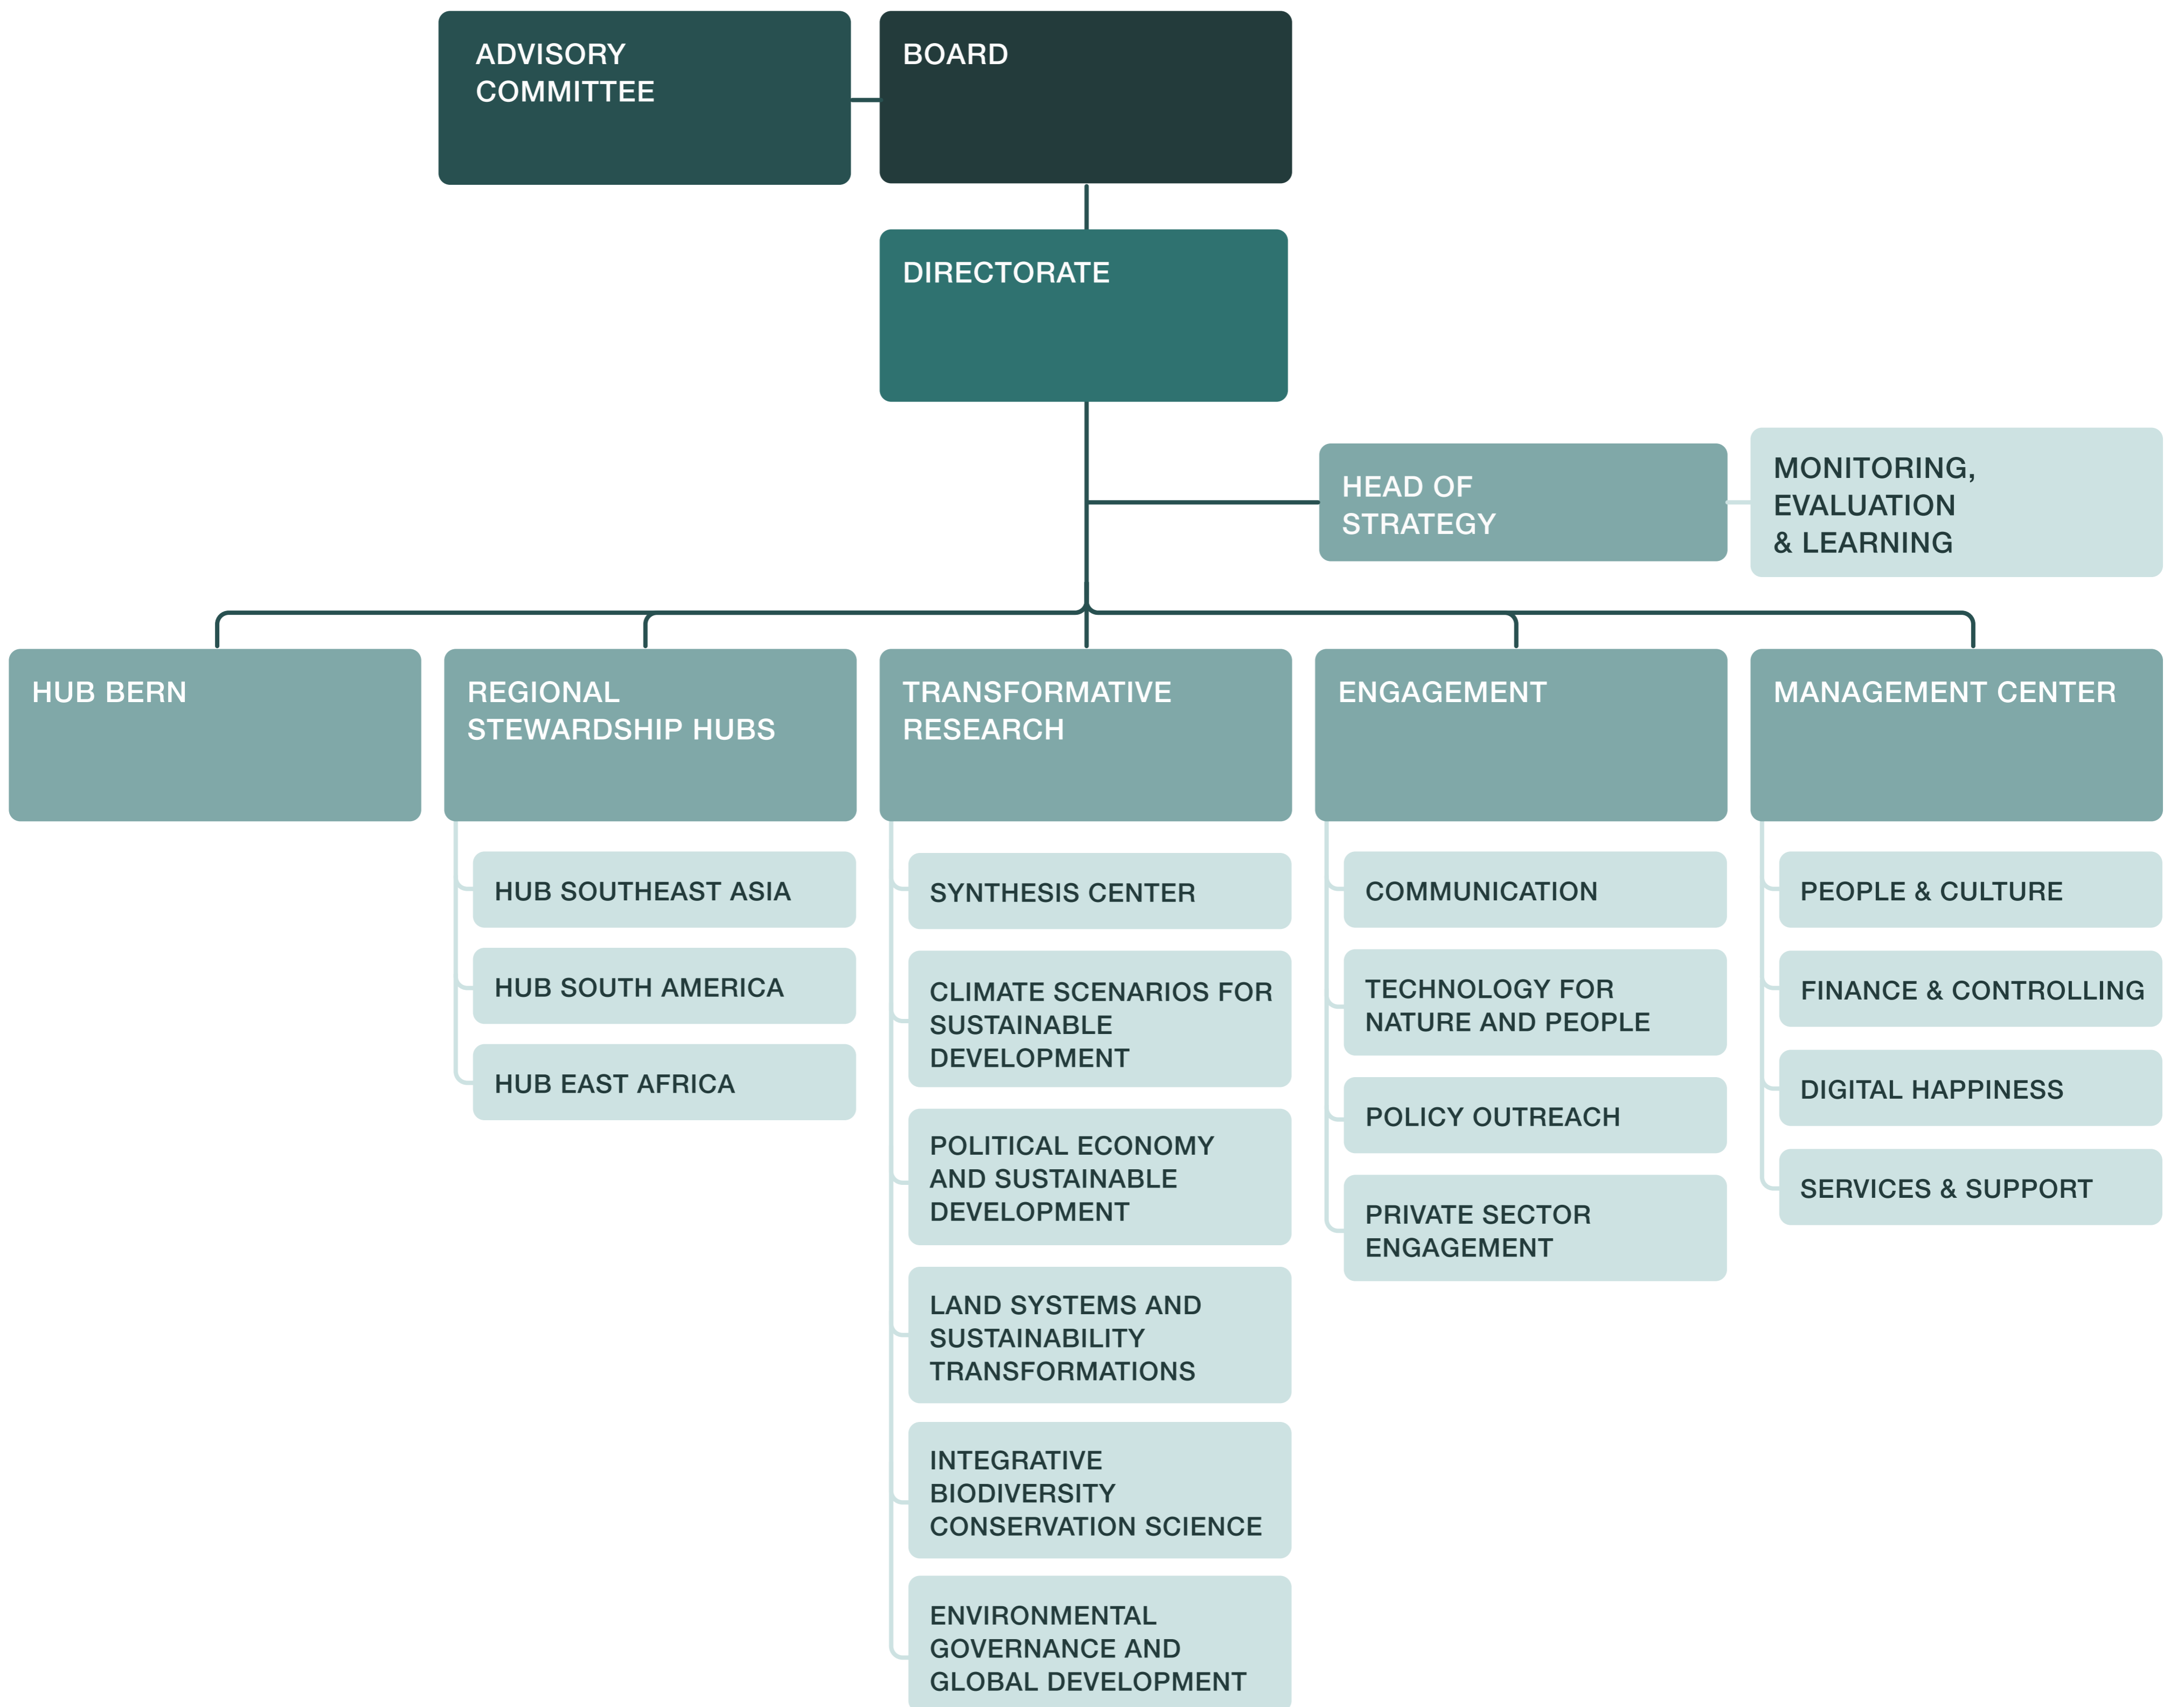 ADVISORY
COMMITTEE
BOARD
DIRECTORATE
HEAD OF
STRATEGY
MONITORING,
EVALUATION
& LEARNING
HUB BERN
REGIONAL
STEWARDSHIP HUBS
HUB SOUTHEAST ASIA
HUB SOUTH AMERICA
HUB EAST AFRICA
TRANSFORMATIVE
RESEARCH
SYNTHESIS CENTER
CLIMATE SCENARIOS FOR
SUSTAINABLE
DEVELOPMENT
POLITICAL ECONOMY
AND SUSTAINABLE
DEVELOPMENT
LAND SYSTEMS AND
SUSTAINABILITY
TRANSFORMATIONS
INTEGRATIVE
BIODIVERSITY
CONSERVATION SCIENCE
ENVIRONMENTAL
GOVERNANCE AND
GLOBAL DEVELOPMENT
ENGAGEMENT
COMMUNICATION
TECHNOLOGY FOR
NATURE AND PEOPLE
POLICY OUTREACH
PRIVATE SECTOR
ENGAGEMENT
MANAGEMENT CENTER
PEOPLE & CULTURE
FINANCE & CONTROLLING
DIGITAL HAPPINESS
SERVICES & SUPPORT